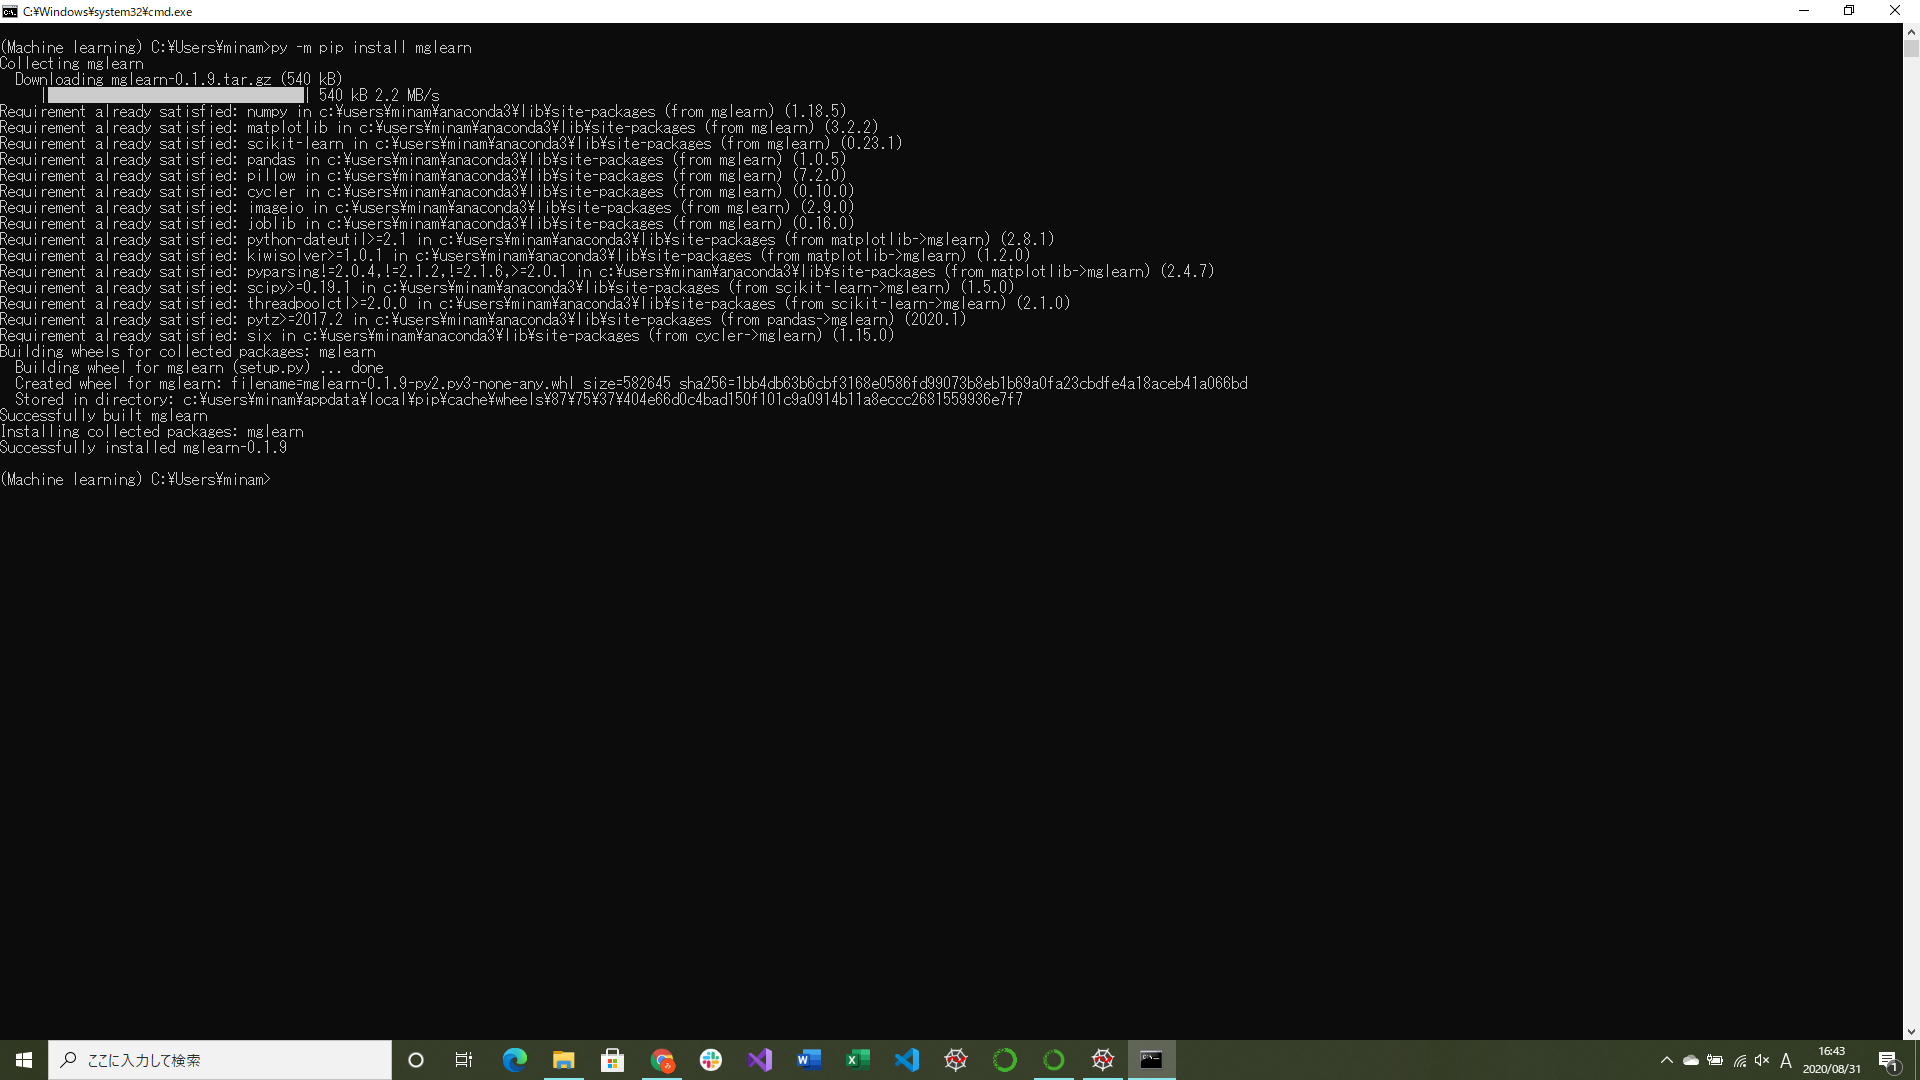 C:¥Windows¥system32¥cmd.exe
(Machine learning) C:¥Users¥minam>py -m pip install mglearn
Collecting mglearn
  Downloading mglearn-0.1.9.tar.gz (540 kB)
     |████████████████████████████████| 540 kB 2.2 MB/s
Requirement already satisfied: numpy in c:¥users¥minam¥anaconda3¥lib¥site-packages (from mglearn) (1.18.5)
Requirement already satisfied: matplotlib in c:¥users¥minam¥anaconda3¥lib¥site-packages (from mglearn) (3.2.2)
Requirement already satisfied: scikit-learn in c:¥users¥minam¥anaconda3¥lib¥site-packages (from mglearn) (0.23.1)
Requirement already satisfied: pandas in c:¥users¥minam¥anaconda3¥lib¥site-packages (from mglearn) (1.0.5)
Requirement already satisfied: pillow in c:¥users¥minam¥anaconda3¥lib¥site-packages (from mglearn) (7.2.0)
Requirement already satisfied: cycler in c:¥users¥minam¥anaconda3¥lib¥site-packages (from mglearn) (0.10.0)
Requirement already satisfied: imageio in c:¥users¥minam¥anaconda3¥lib¥site-packages (from mglearn) (2.9.0)
Requirement already satisfied: joblib in c:¥users¥minam¥anaconda3¥lib¥site-packages (from mglearn) (0.16.0)
Requirement already satisfied: python-dateutil>=2.1 in c:¥users¥minam¥anaconda3¥lib¥site-packages (from matplotlib->mglearn) (2.8.1)
Requirement already satisfied: kiwisolver>=1.0.1 in c:¥users¥minam¥anaconda3¥lib¥site-packages (from matplotlib->mglearn) (1.2.0)
Requirement already satisfied: pyparsing!=2.0.4,!=2.1.2,!=2.1.6,>=2.0.1 in c:¥users¥minam¥anaconda3¥lib¥site-packages (from matplotlib->mglearn) (2.4.7)
Requirement already satisfied: scipy>=0.19.1 in c:¥users¥minam¥anaconda3¥lib¥site-packages (from scikit-learn->mglearn) (1.5.0)
Requirement already satisfied: threadpoolctl>=2.0.0 in c:¥users¥minam¥anaconda3¥lib¥site-packages (from scikit-learn->mglearn) (2.1.0)
Requirement already satisfied: pytz>=2017.2 in c:¥users¥minam¥anaconda3¥lib¥site-packages (from pandas->mglearn) (2020.1)
Requirement already satisfied: six in c:¥users¥minam¥anaconda3¥lib¥site-packages (from cycler->mglearn) (1.15.0)
Building wheels for collected packages: mglearn
  Building wheel for mglearn (setup.py) ... done
  Created wheel for mglearn: filename=mglearn-0.1.9-py2.py3-none-any.whl size=582645 sha256=1bb4db63b6cbf3168e0586fd99073b8eb1b69a0fa23cbdfe4a18aceb41a066bd
  Stored in directory: c:¥users¥minam¥appdata¥local¥pip¥cache¥wheels¥87¥75¥37¥404e66d0c4bad150f101c9a0914b11a8eccc2681559936e7f7
Successfully built mglearn
Installing collected packages: mglearn
Successfully installed mglearn-0.1.9
(Machine learning) C:¥Users¥minam>
ここに入力して検索
A
16:43
2020/08/31
1